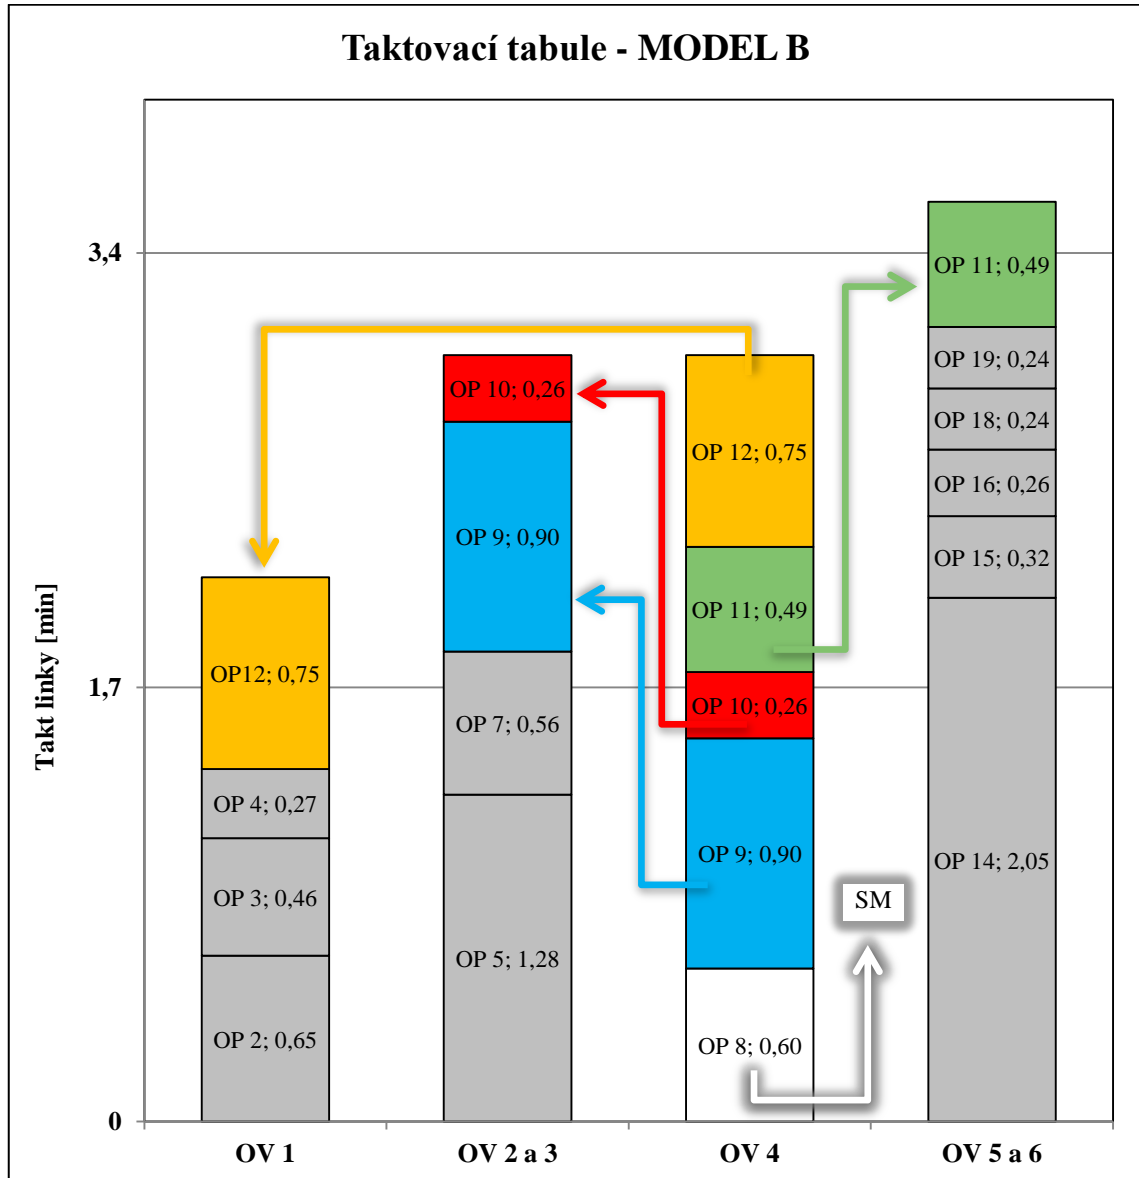 Taktovací tabule - MODEL B
Takt linky [min]
3,4
1,7
0
OP12; 0,75
OP 4; 0,27
OP 3; 0,46
OP 2; 0,65
OV 1
OP 10; 0,26
OP 9; 0,90
OP 7; 0,56
OP 5; 1,28
OV 2 a 3
OP 12; 0,75
OP 11; 0,49
OP 10; 0,26
OP 9; 0,90
OP 8; 0,60
OV 4
SM
OP 11; 0,49
OP 19; 0,24
OP 18; 0,24
OP 16; 0,26
OP 15; 0,32
OP 14; 2,05
OV 5 a 6